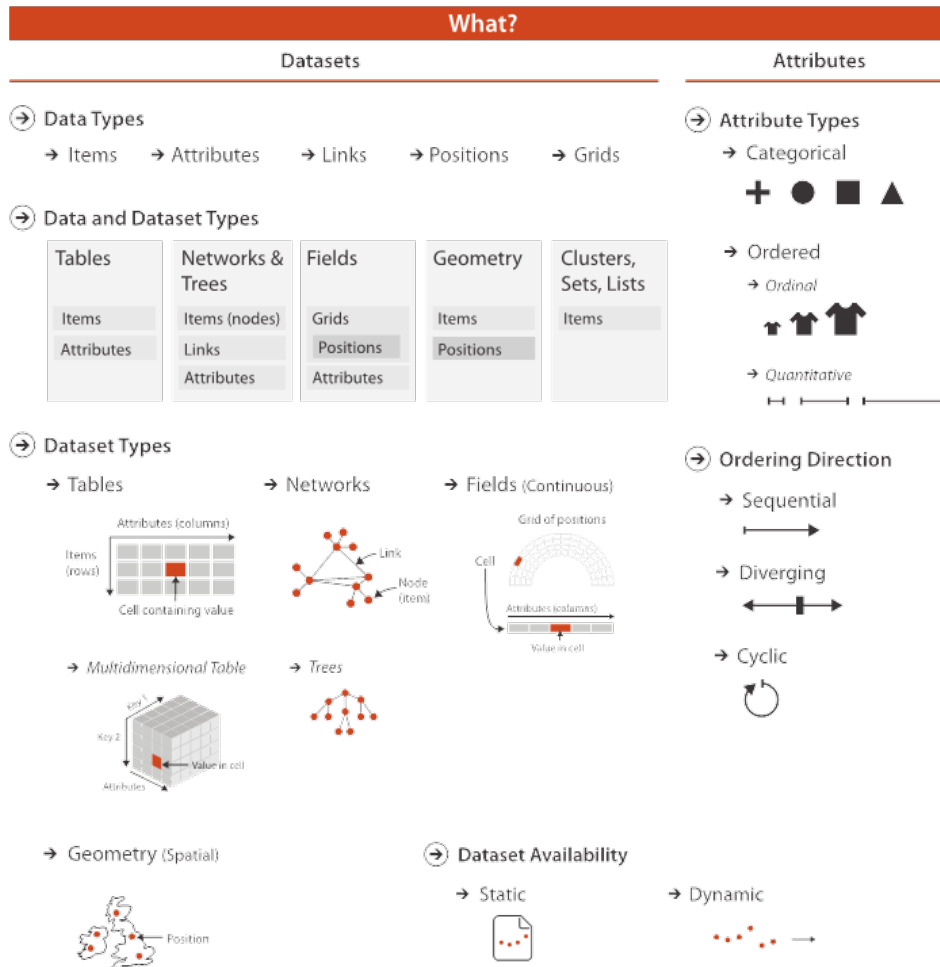 What?
Datasets
Attributes
Data Types
Items
Attributes
Links
Positions
Grids
Data and Dataset Types
Tables
Items
Attributes
Networks &
Trees
Items (nodes)
Links
Attributes
Fields
Grids
Positions
Attributes
Geometry
Items
Positions
Clusters,
Sets, Lists
Items
Dataset Types
Tables
Attributes (columns)
Items
(rows)
Cell containing value
Networks
Link
Node
(item)
Fields (Continuous)
Grid of positions
Cell
Attributes (columns)
Value in cell
Multidimensional Table
Key 1
Key 2
Value in cell
Attributes
Trees
Geometry (Spatial)
Position
Dataset Availability
Static
Dynamic
Attribute Types
Categorical
Ordered
Ordinal
Quantitative
Ordering Direction
Sequential
Diverging
Cyclic